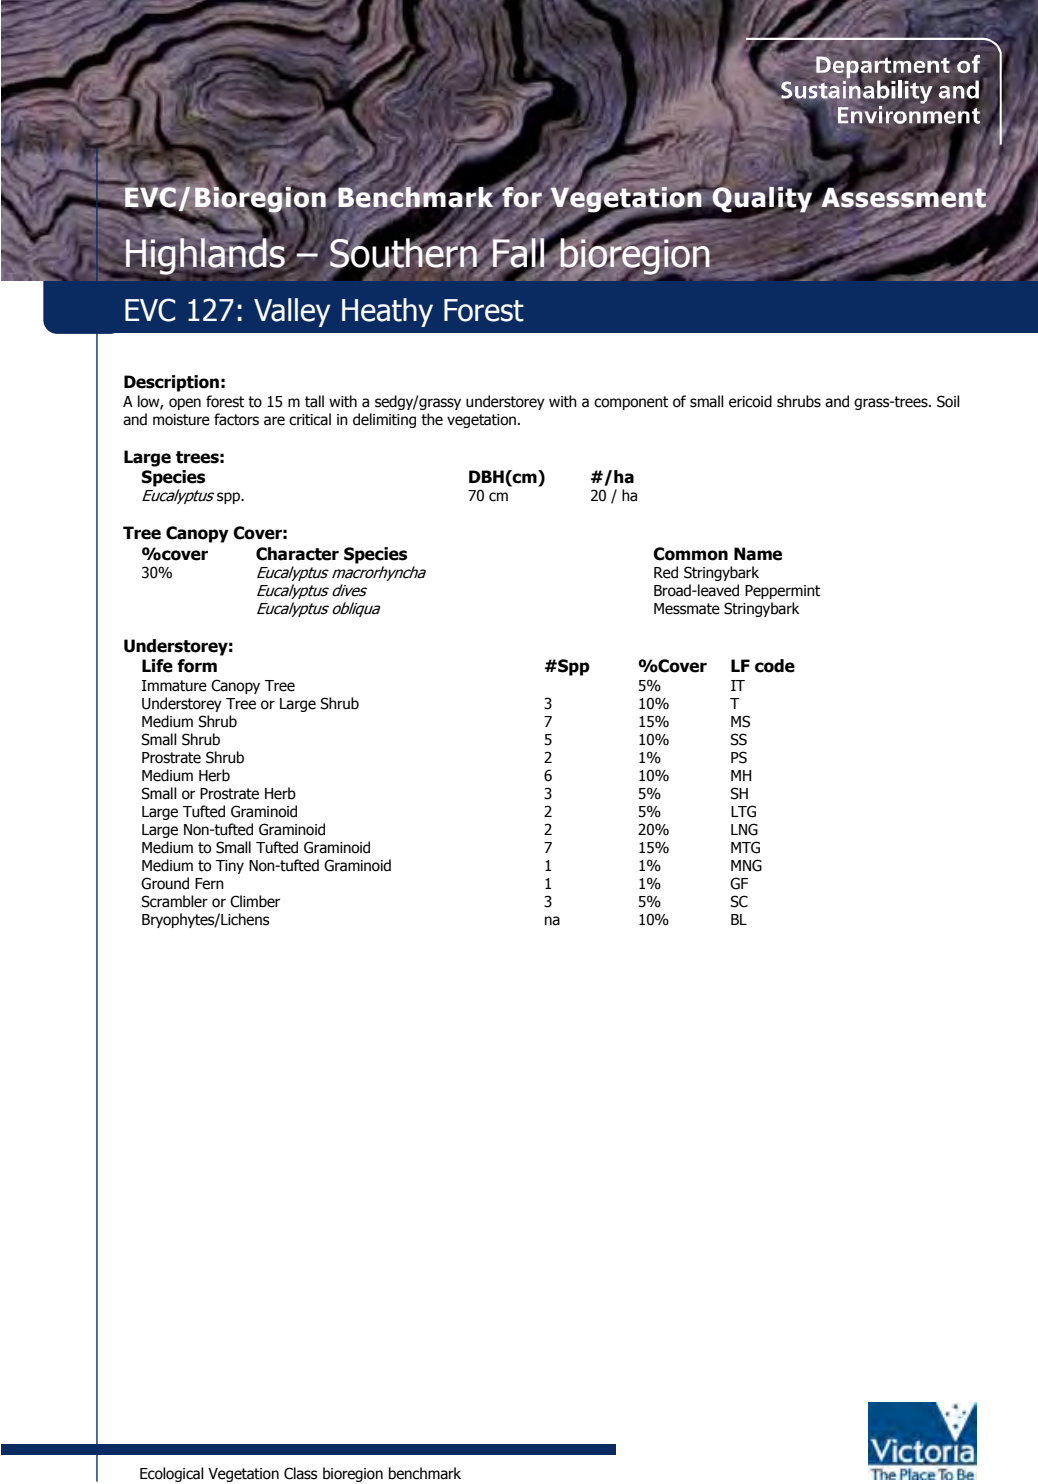 Department of
Sustainability and
Environment
EVC/Bioregion Benchmark for Vegetation Quality Assessment
Highlands – Southern Fall bioregion
EVC 127: Valley Heathy Forest
Description:
A low, open forest to 15 m tall with a sedgy/grassy understorey with a component of small ericoid shrubs and grass-trees. Soil
and moisture factors are critical in delimiting the vegetation.
Large trees:
Species DBH(cm) #/ha
Eucalyptus spp. 70 cm 20 / ha
Tree Canopy Cover:
%cover Character Species Common Name
30% Eucalyptus macrorhyncha Red Stringybark
Eucalyptus dives Broad-leaved Peppermint
Eucalyptus obliqua Messmate Stringybark
Understorey:
Life form #Spp %Cover LF code
Immature Canopy Tree 5% IT
Understorey Tree or Large Shrub 3 10% T
Medium Shrub 7 15% MS
Small Shrub 5 10% SS
Prostrate Shrub 2 1% PS
Medium Herb 6 10% MH
Small or Prostrate Herb 3 5% SH
Large Tufted Graminoid 2 5% LTG
Large Non-tufted Graminoid 2 20% LNG
Medium to Small Tufted Graminoid 7 15% MTG
Medium to Tiny Non-tufted Graminoid 1 1% MNG
Ground Fern 1 1% GF
Scrambler or Climber 3 5% SC
Bryophytes/Lichens na 10% BL
Victoria
The Place To Be
Ecological Vegetation Class bioregion benchmark